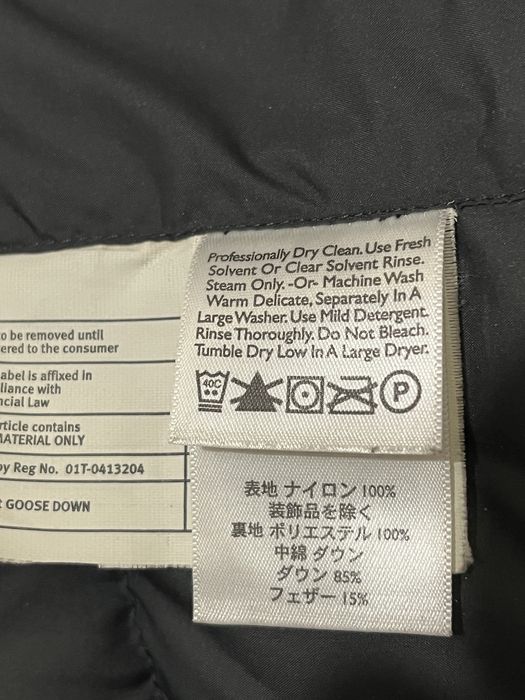 Professionally Dry Clean. Use Fresh
Solvent Or Clear Solvent Rinse.
Steam Only. -Or- Machine Wash
Warm Delicate, Separately In A
Large Washer. Use Mild Detergent.
Rinse Thoroughly. Do Not Bleach.
Tumble Dry Low In A Large Dryer.
40C P
to be removed until
ered to the consumer
abel is affixed in
liance with
ncial Law
rticle contains
MATERIAL ONLY
by Reg No. 01T-0413204
GOOSE DOWN
表地 ナイロン 100%
装飾品を除く
裏地 ポリエステル 100%
中綿 ダウン
ダウン 85%
フェザー 15%